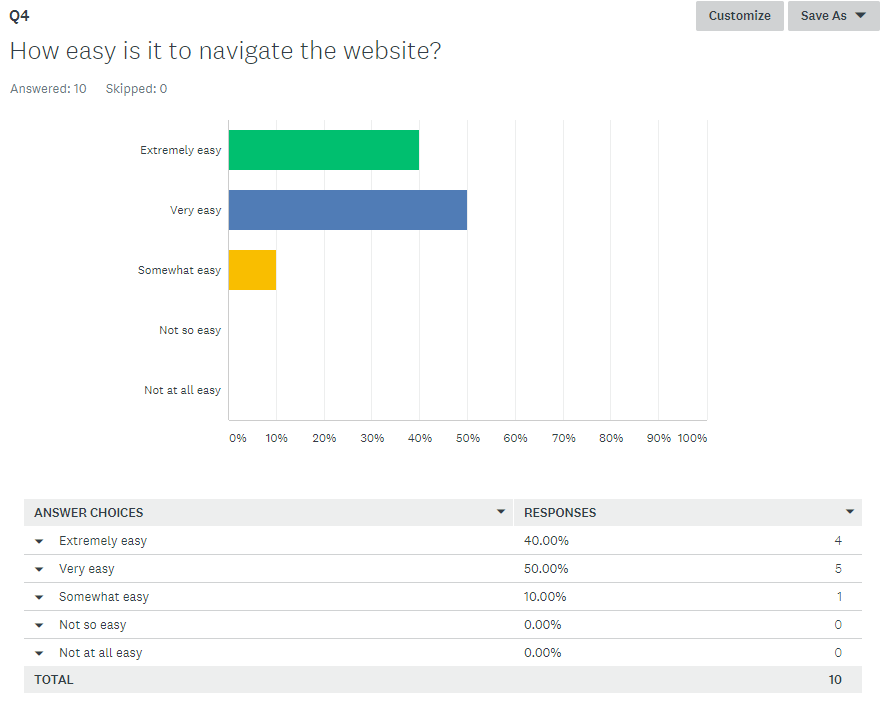 Q4
Customize
Save As
How easy is it to navigate the website?
Answered: 10 Skipped: 0
Extremely easy
Very easy
Somewhat easy
Not so easy
Not at all easy
0% 10% 20% 30% 40% 50% 60% 70% 80% 90% 100%
ANSWER CHOICES RESPONSES
Extremely easy 40.00% 4
Very easy 50.00% 5
Somewhat easy 10.00% 1
Not so easy 0.00% 0
Not at all easy 0.00% 0
TOTAL 10